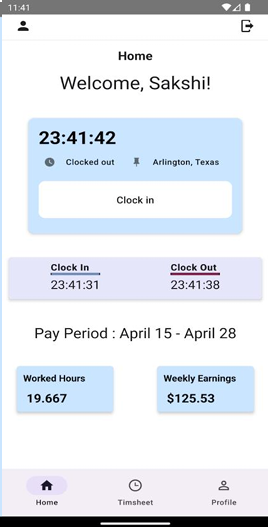 11:41
Home
Welcome, Sakshi!
23:41:42
Clocked out Arlington, Texas
Clock in
Clock In Clock Out
23:41:31 23:41:38
Pay Period : April 15 - April 28
Worked Hours Weekly Earnings
19.667 $125.53
Home Timsheet Profile